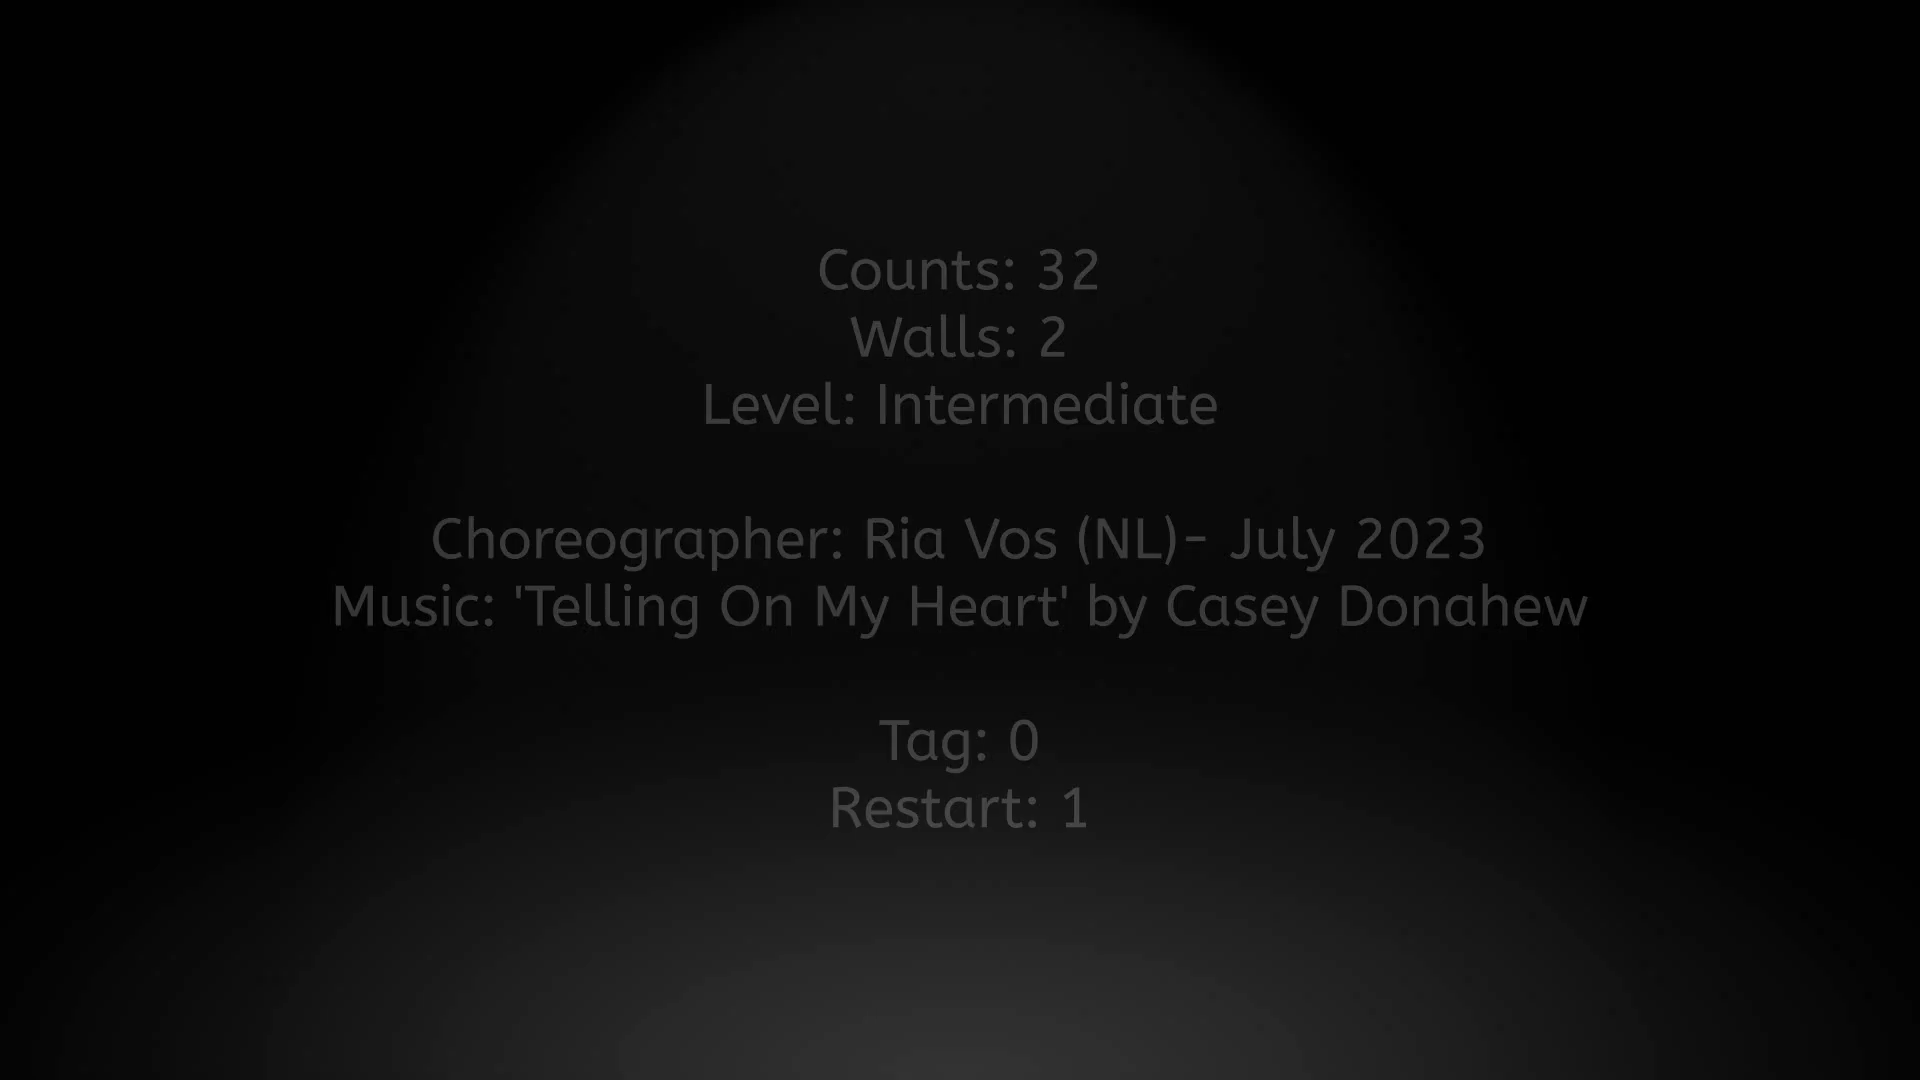 Counts: 32
Walls: 2
Level: Intermediate
Choreographer: Ria Vos (NL)- July 2023
Music: 'Telling On My Heart' by Casey Donahew
Tag: 0
Restart: 1